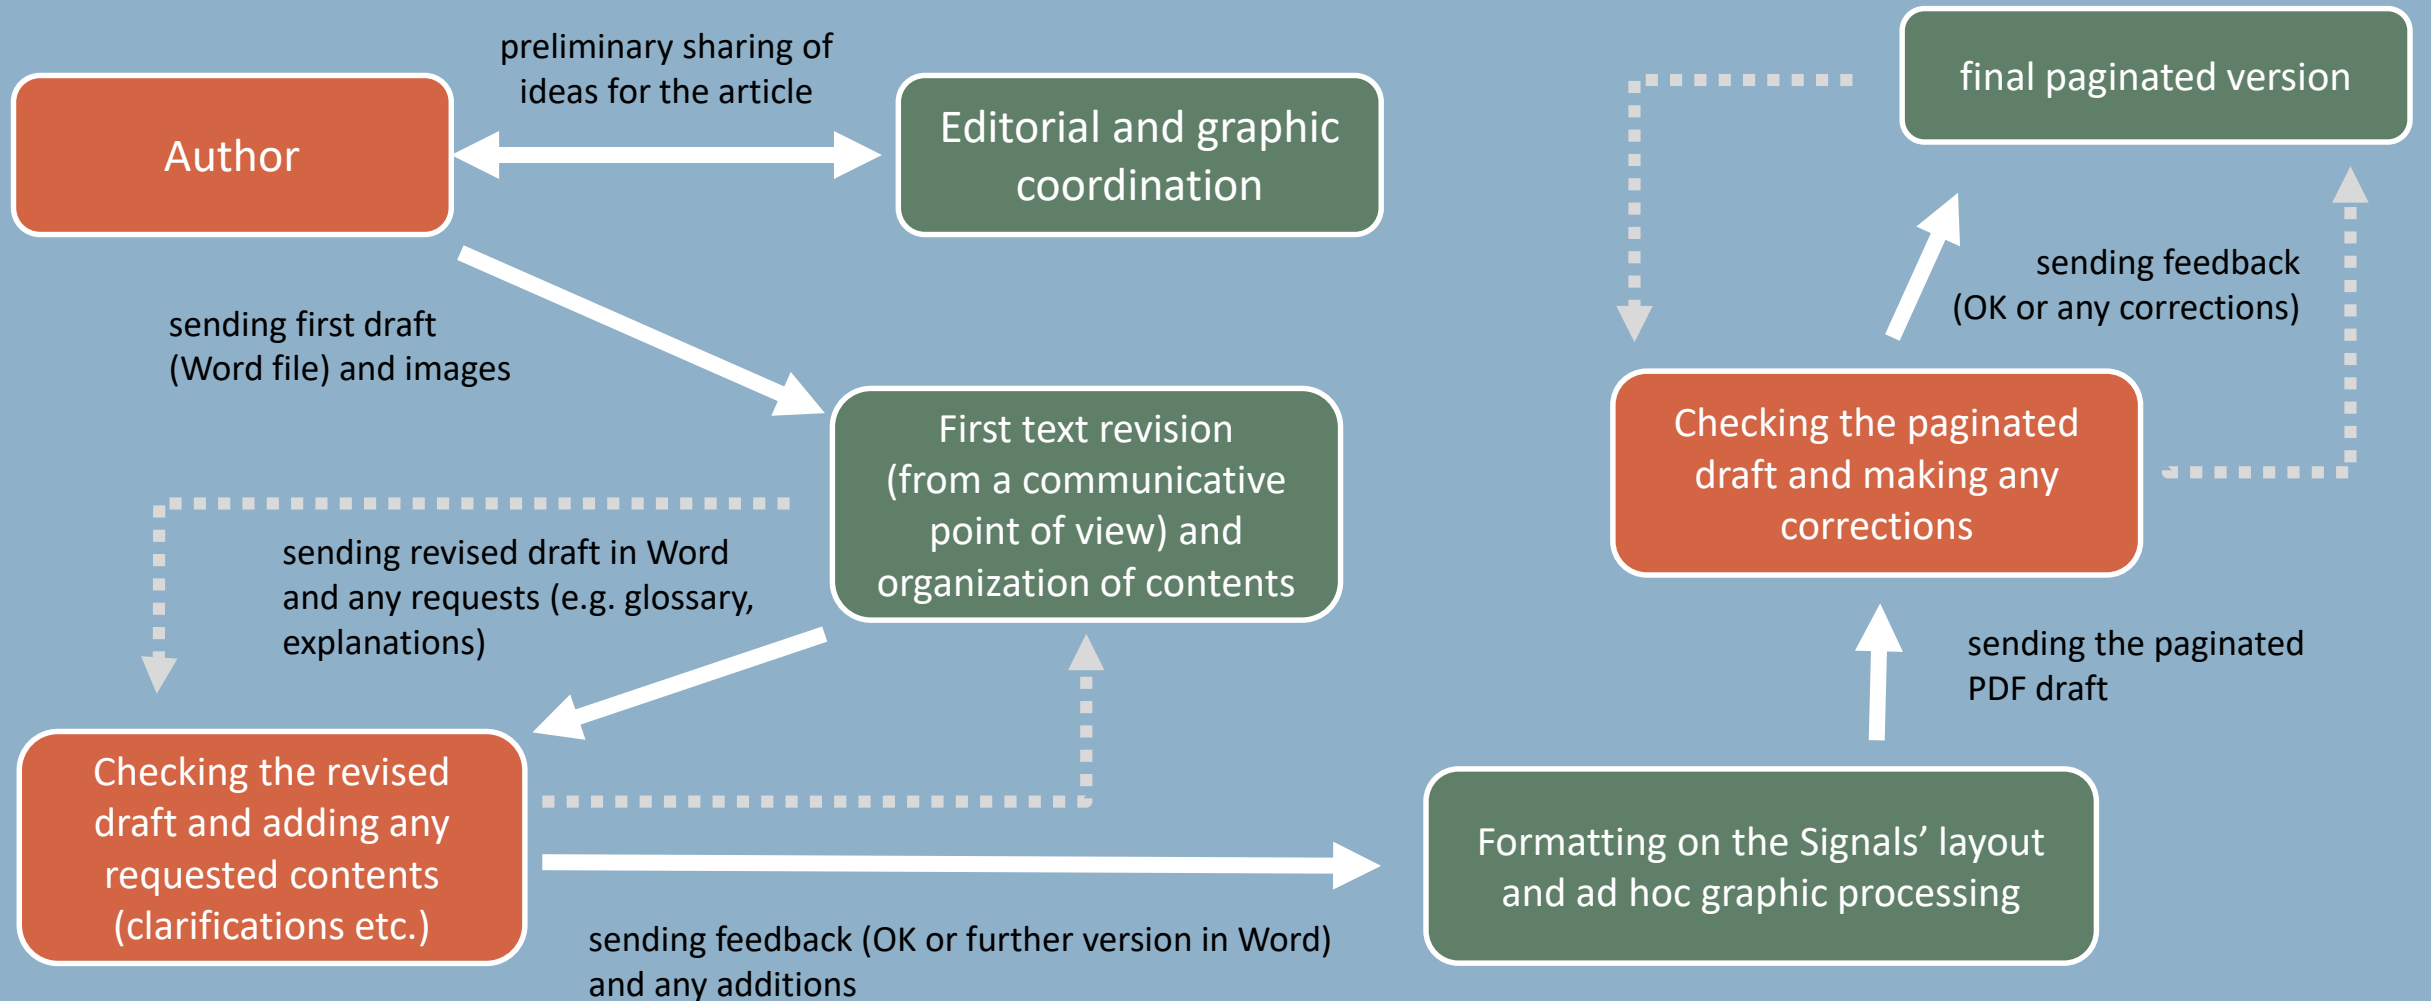 Author
preliminary sharing of
ideas for the article
Editorial and graphic
coordination
sending first draft
(Word file) and images
First text revision
(from a communicative
point of view) and
organization of contents
sending revised draft in Word
and any requests (e.g. glossary,
explanations)
Checking the revised
draft and adding any
requested contents
(clarifications etc.)
sending feedback (OK or further version in Word)
and any additions
Formatting on the Signals’ layout
and ad hoc graphic processing
sending the paginated
PDF draft
Checking the paginated
draft and making any
corrections
sending feedback
(OK or any corrections)
final paginated version